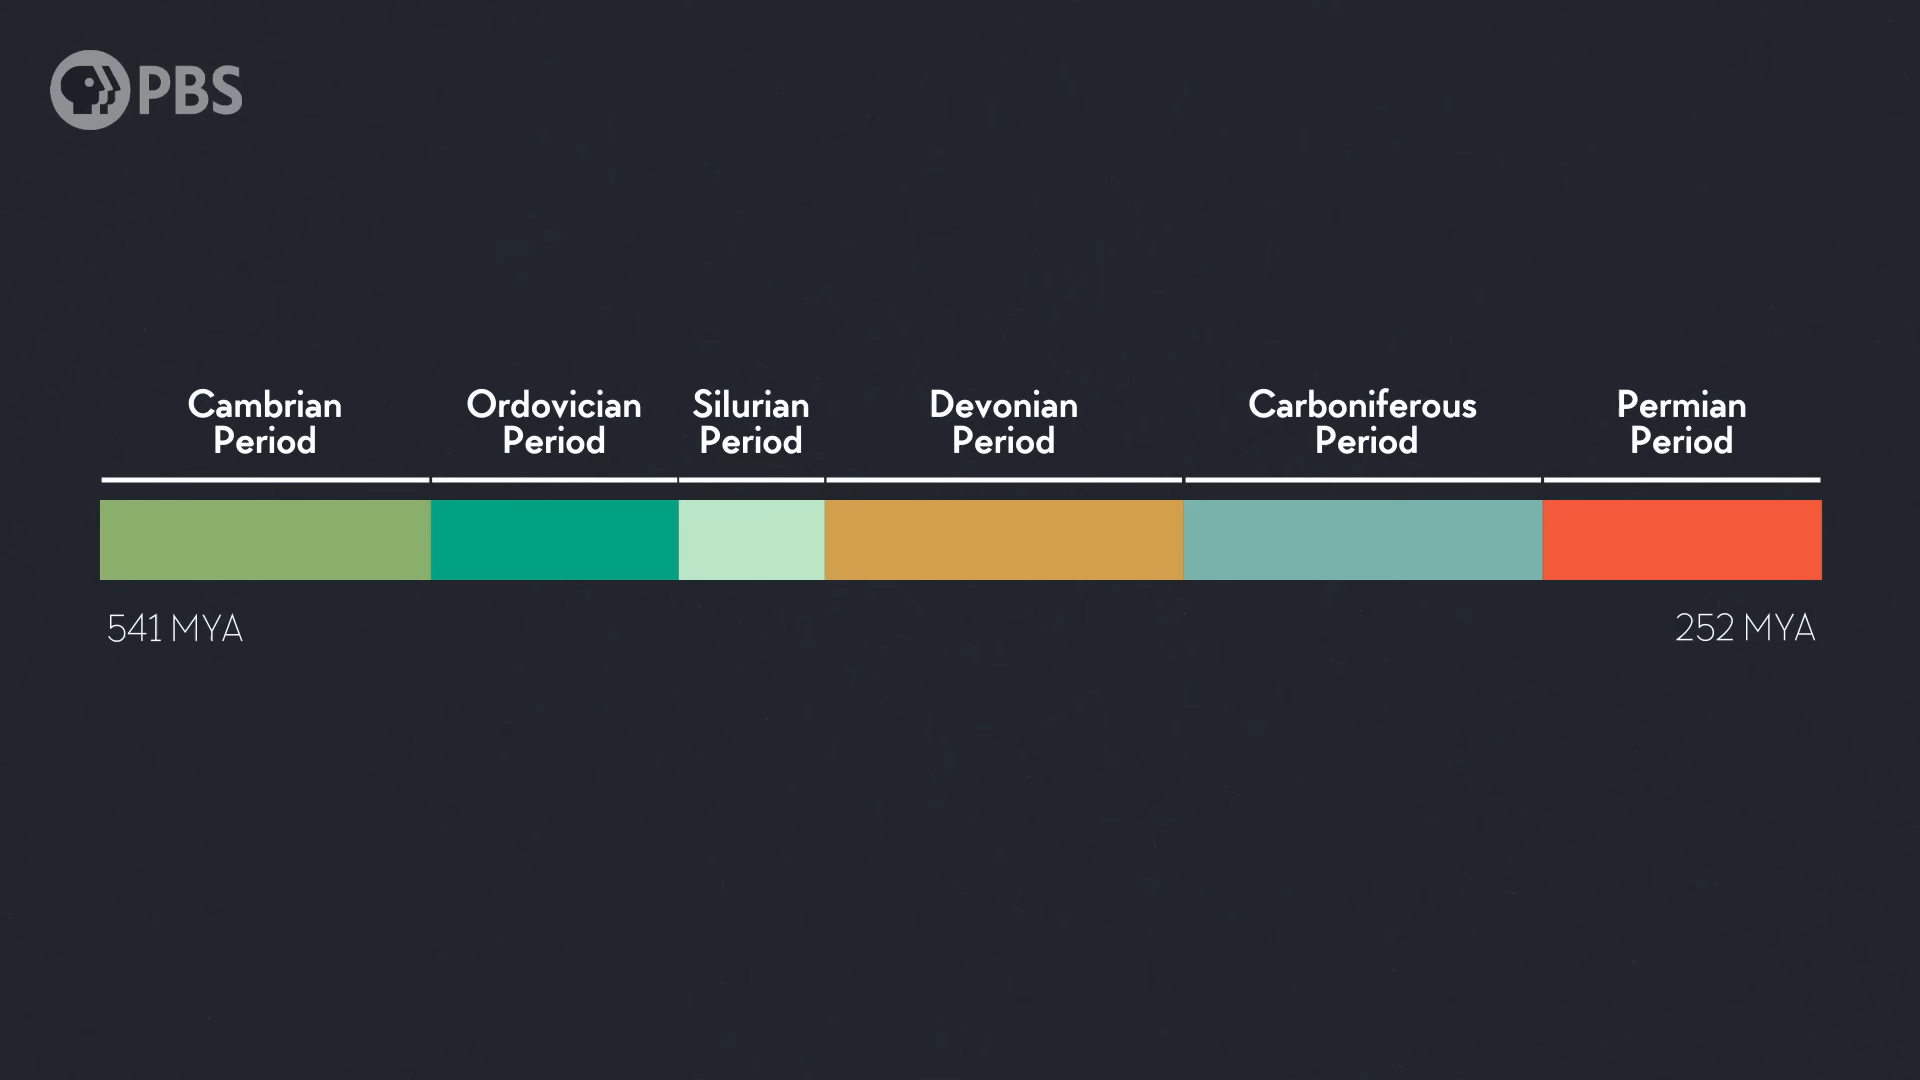 PBS
Cambrian
Period
Ordovician
Period
Silurian
Period
Devonian
Period
Carboniferous
Period
Permian
Period
541 MYA
252 MYA